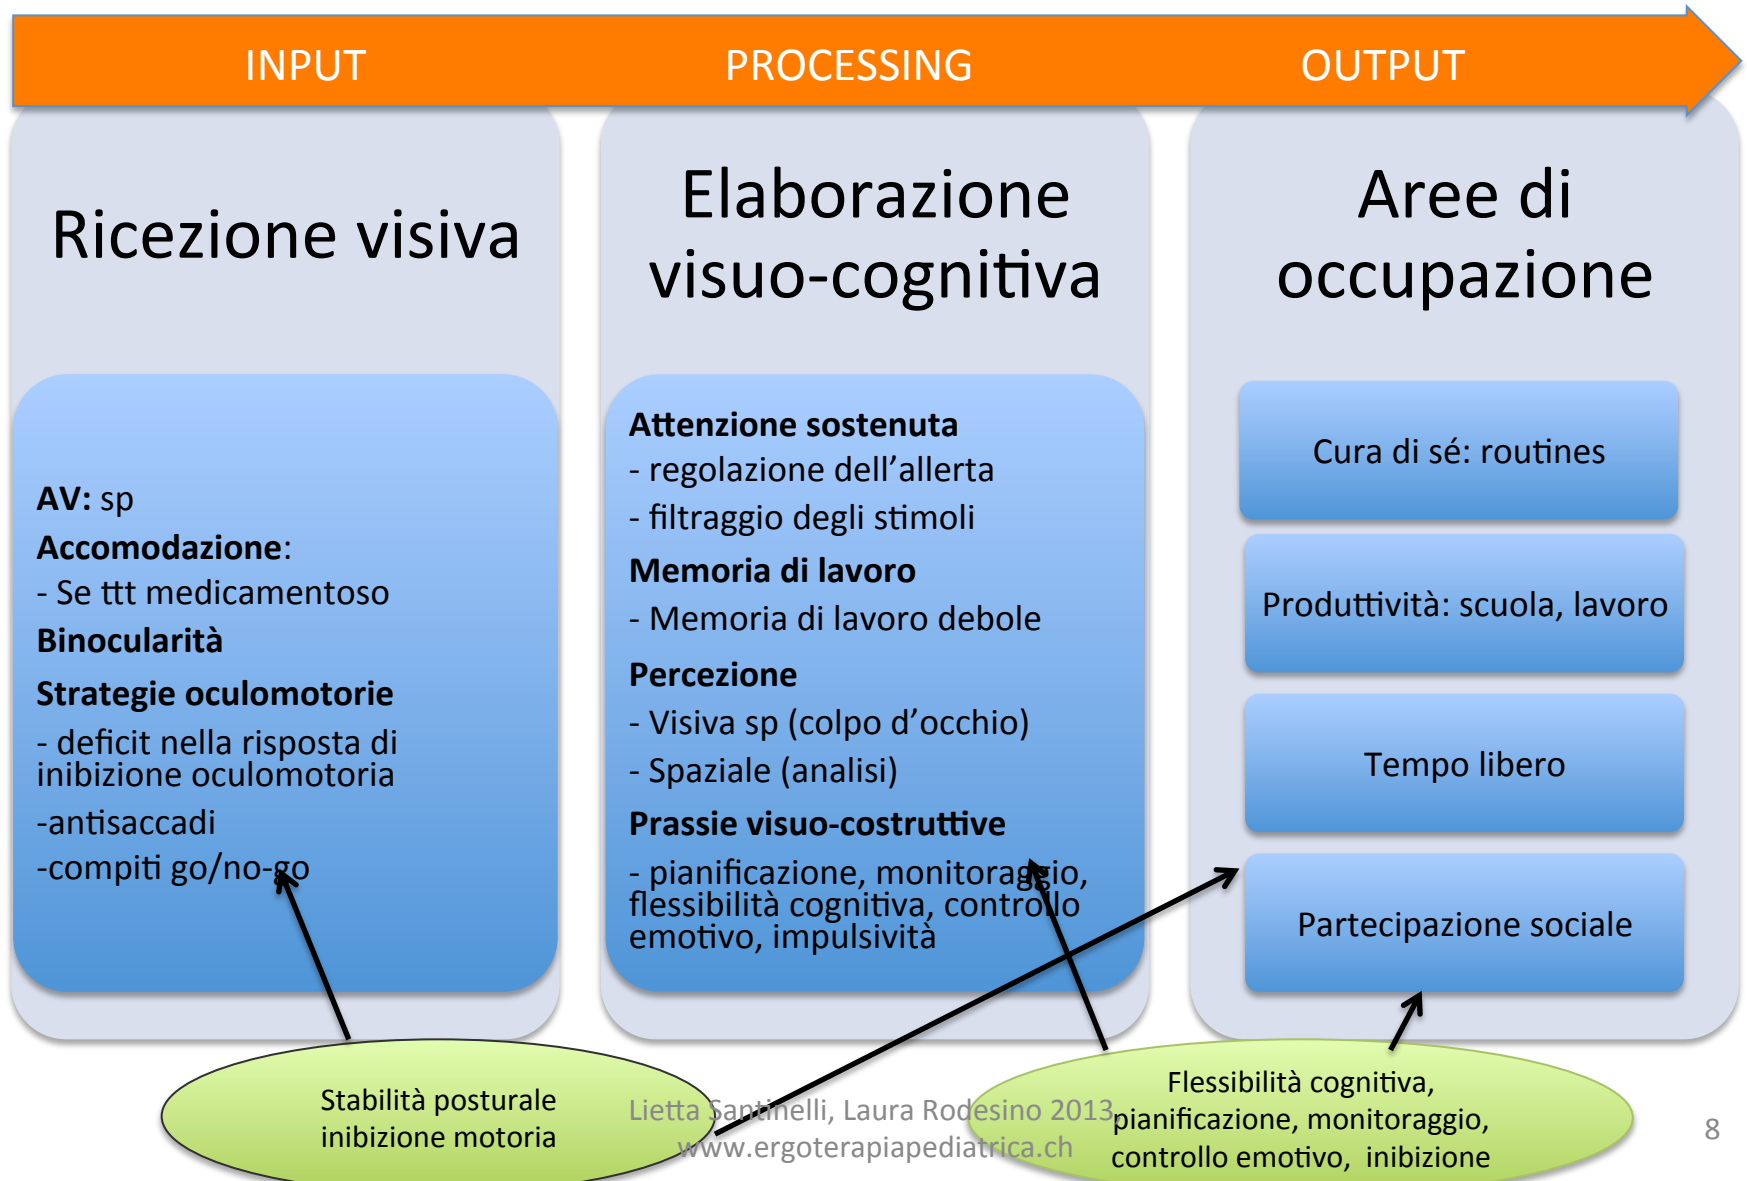 INPUT
PROCESSING
OUTPUT
Ricezione visiva
AV: sp
Accomodazione:
- Se ttt medicamentoso
Binocularità
Strategie oculomotorie
- deficit nella risposta di
inibizione oculomotoria
-antisaccadi
-compiti go/no-go
Elaborazione
visuo-cognitiva
Attenzione sostenuta
- regolazione dell’allerta
- filtraggio degli stimoli
Memoria di lavoro
- Memoria di lavoro debole
Percezione
- Visiva sp (colpo d’occhio)
- Spaziale (analisi)
Prassie visuo-costruttive
- pianificazione, monitoraggio,
flessibilità cognitiva, controllo
emotivo, impulsività
Aree di
occupazione
Cura di sé: routines
Produttività: scuola, lavoro
Tempo libero
Partecipazione sociale
Stabilità posturale
inibizione motoria
Lietta Santinelli, Laura Rodesino 2013
www.ergoterapiapediatrica.ch
Flessibilità cognitiva,
pianificazione, monitoraggio,
controllo emotivo, inibizione
8